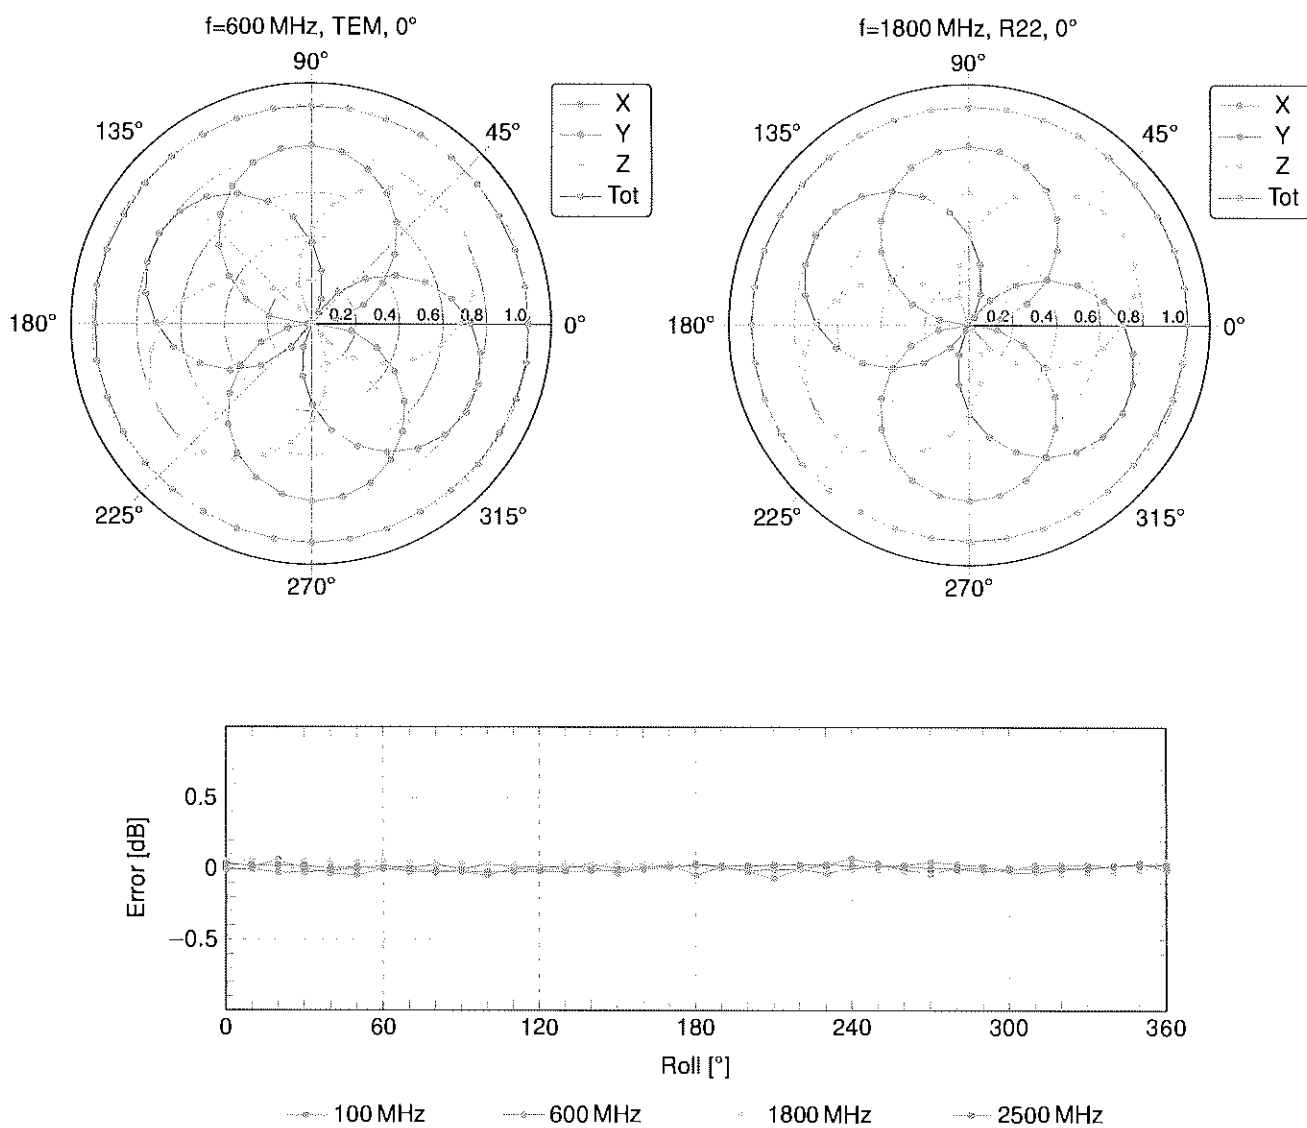 f=600 MHz, TEM, 0°
90°
135°
45°
X
Y
Z
Tot
180°
0.2 0.4 0.6 0.8 1.0
0°
225°
315°
270°
f=1800 MHz, R22, 0°
90°
135°
45°
X
Y
Z
Tot
180°
0.2 0.4 0.6 0.8 1.0
0°
225°
315°
270°
Error [dB]
0.5
0
−0.5
0 60 120 180 240 300 360
Roll [°]
100 MHz 600 MHz 1800 MHz 2500 MHz